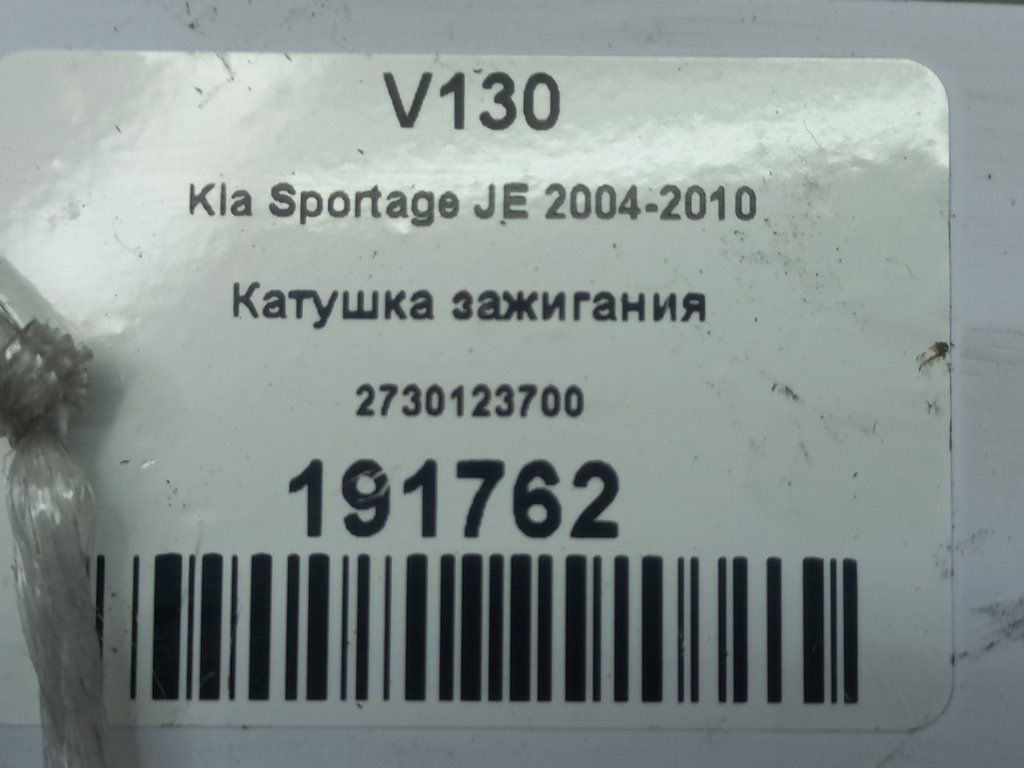 V130
Kia Sportage JE 2004-2010
Катушка зажигания
2730123700
191762